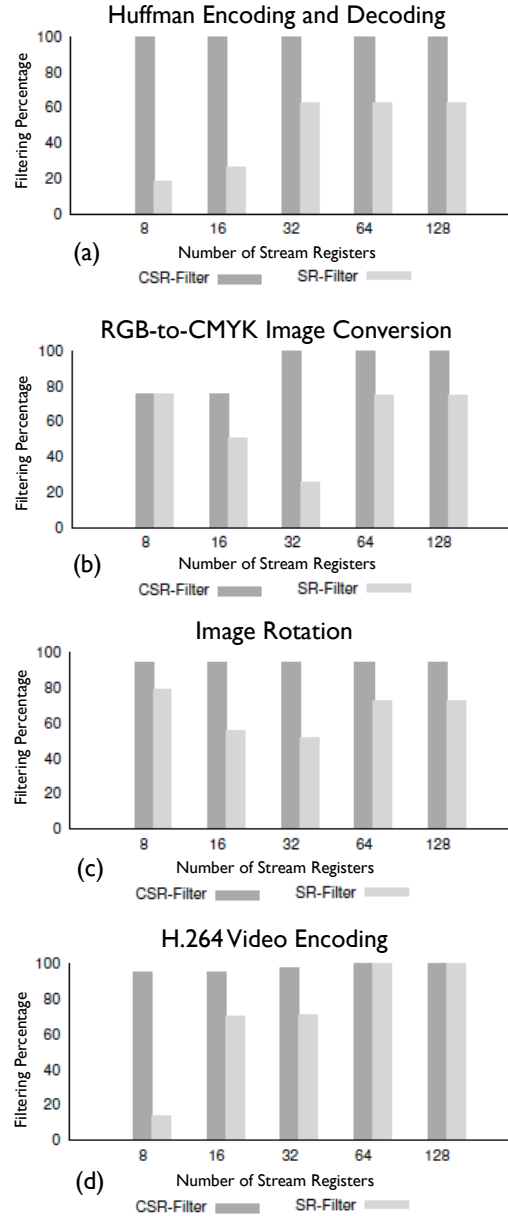 Huffman Encoding and Decoding
Filtering Percentage
100
80
60
40
20
0
8 16 32 64 128
(a) Number of Stream Registers
CSR-Filter SR-Filter
RGB-to-CMYK Image Conversion
Filtering Percentage
100
80
60
40
20
0
8 16 32 64 128
(b) Number of Stream Registers
CSR-Filter SR-Filter
Image Rotation
Filtering Percentage
100
80
60
40
20
0
8 16 32 64 128
(c) Number of Stream Registers
CSR-Filter SR-Filter
H.264 Video Encoding
Filtering Percentage
100
80
60
40
20
0
8 16 32 64 128
(d) Number of Stream Registers
CSR-Filter SR-Filter